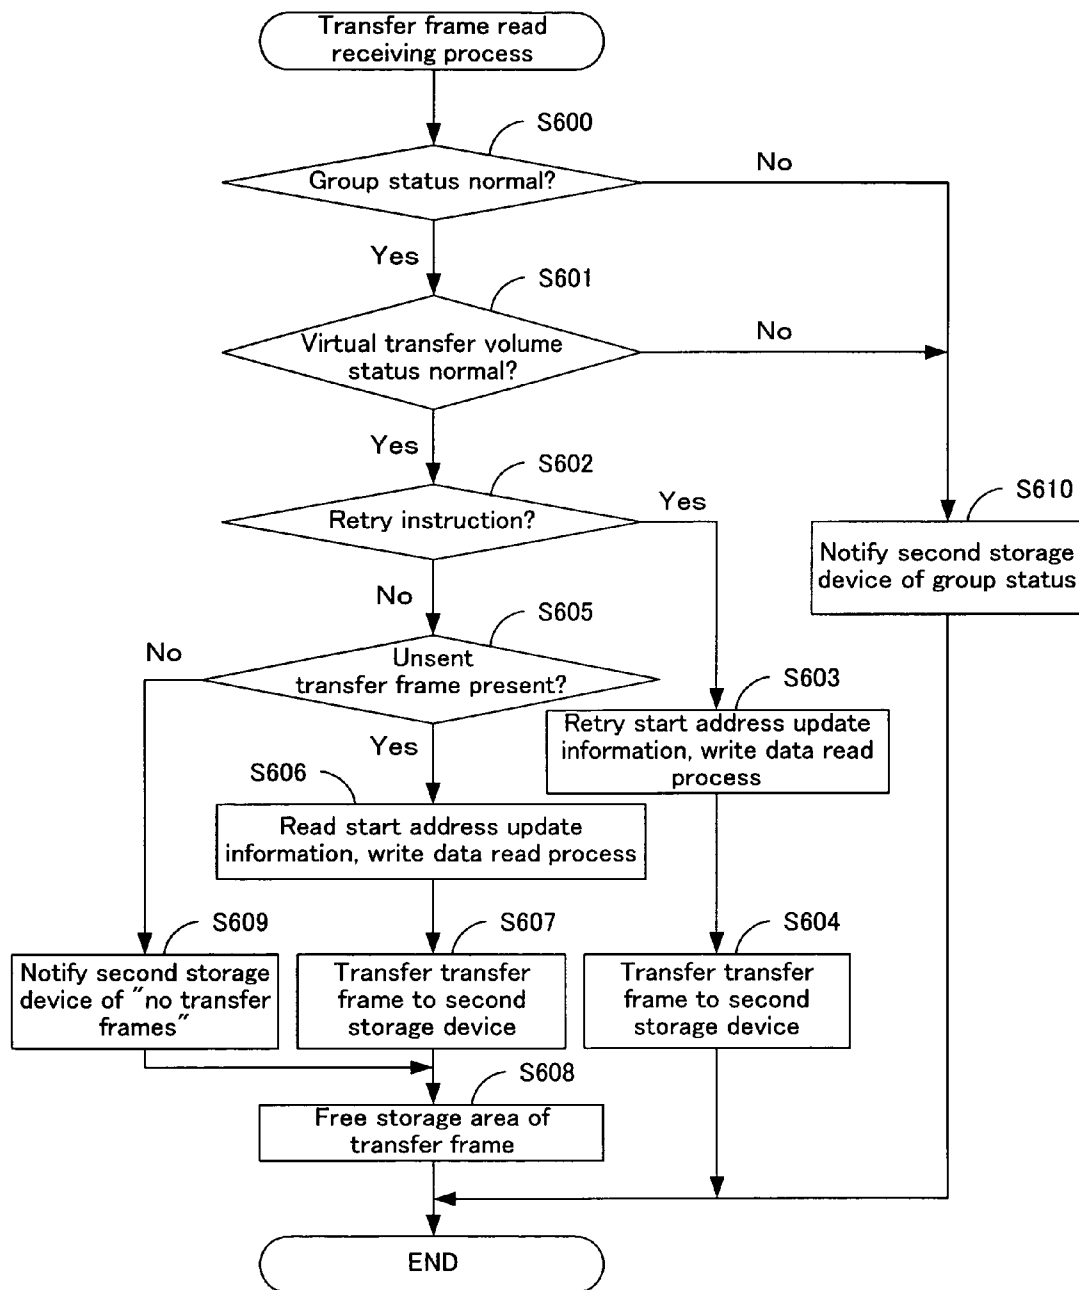 Transfer frame read
receiving process
S600
Group status normal?
No
Yes
S601
Virtual transfer volume
status normal?
No
Yes
S602
Retry instruction?
Yes
S610
Notify second storage
device of group status
No
S605
Unsent
transfer frame present?
No
S603
Retry start address update
information, write data read
process
Yes
S606
Read start address update
information, write data read process
S609
Notify second storage
device of "no transfer
frames"
S607
Transfer transfer
frame to second
storage device
S604
Transfer transfer
frame to second
storage device
S608
Free storage area of
transfer frame
END